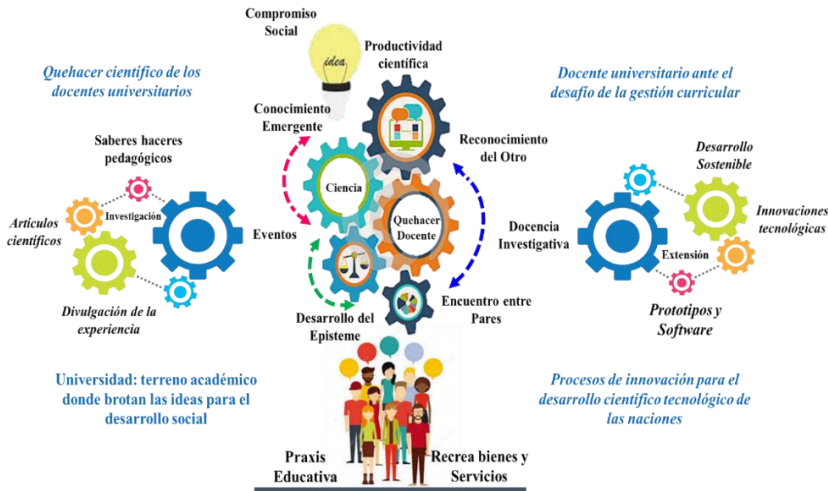 Compromiso
Social
idea
Productividad
científica
Quehacer científico de los
docentes universitarios
Docente universitario ante el
desafío de la gestión curricular
Conocimiento
Emergente
Saberes haceres
pedagógicos
Reconocimiento
del Otro
Desarrollo
Sostenible
Ciencia
Artículos
científicos
Investigación
Eventos
Quehacer
Docente
Docencia
Investigativa
Innovaciones
tecnológicas
Extensión
Divulgación de la
experiencia
Desarrollo del
Episteme
Encuentro entre
Pares
Prototipos y
Software
Universidad: terreno académico
donde brotan las ideas para el
desarrollo social
Procesos de innovación para el
desarrollo científico tecnológico de
las naciones
Praxis
Educativa
Recrea bienes y
Servicios